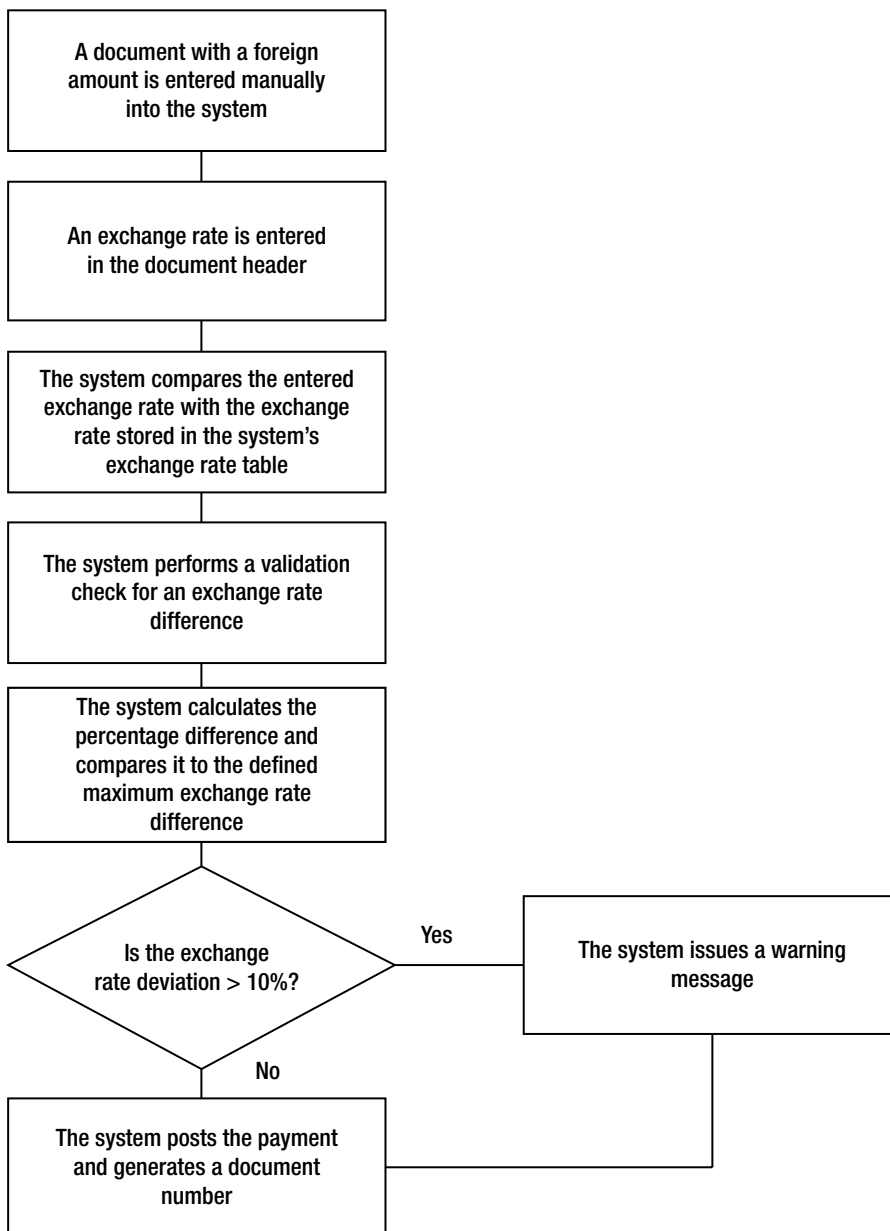 A document with a foreign
amount is entered manually
into the system
An exchange rate is entered
in the document header
The system compares the entered
exchange rate with the exchange
rate stored in the system’s
exchange rate table
The system performs a validation
check for an exchange rate
difference
The system calculates the
percentage difference and
compares it to the defined
maximum exchange rate
difference
Is the exchange
rate deviation > 10%?
Yes
The system issues a warning
message
No
The system posts the payment
and generates a document
number